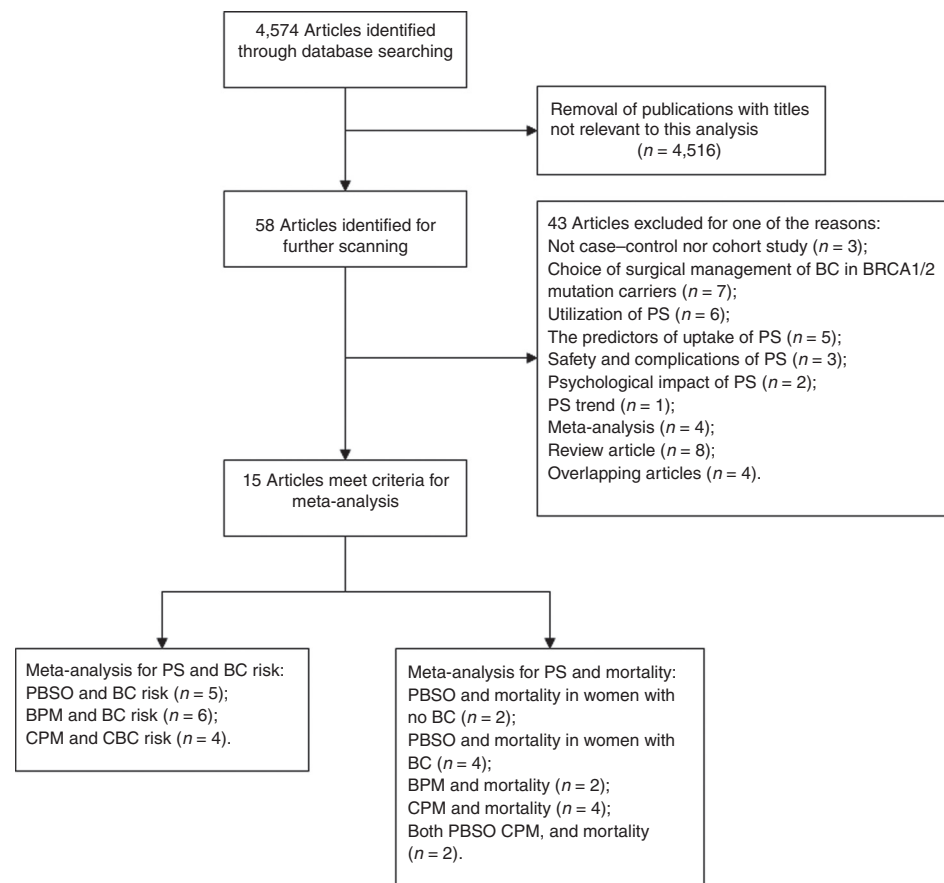 4,574 Articles identified
through database searching
Removal of publications with titles
not relevant to this analysis
(n = 4,516)
58 Articles identified for
further scanning
43 Articles excluded for one of the reasons:
Not case–control nor cohort study (n = 3);
Choice of surgical management of BC in BRCA1/2
mutation carriers (n = 7);
Utilization of PS (n = 6);
The predictors of uptake of PS (n = 5);
Safety and complications of PS (n = 3);
Psychological impact of PS (n = 2);
PS trend (n = 1);
Meta-analysis (n = 4);
Review article (n = 8);
Overlapping articles (n = 4).
15 Articles meet criteria for
meta-analysis
Meta-analysis for PS and BC risk:
PBSO and BC risk (n = 5);
BPM and BC risk (n = 6);
CPM and CBC risk (n = 4).
Meta-analysis for PS and mortality:
PBSO and mortality in women with
no BC (n = 2);
PBSO and mortality in women with
BC (n = 4);
BPM and mortality (n = 2);
CPM and mortality (n = 4);
Both PBSO CPM, and mortality
(n = 2).